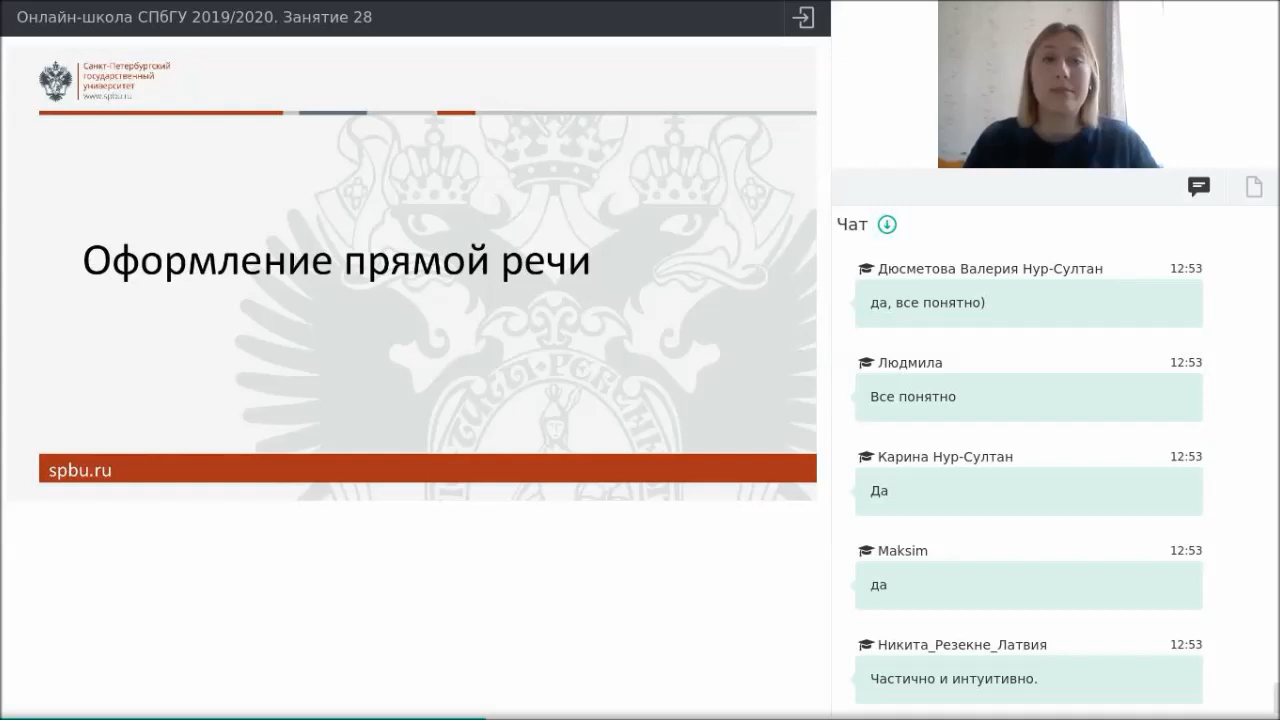 Онлайн-школа СПбГУ 2019/2020. Занятие 28
Санкт-Петербургский
государственный
университет
www.spbu.ru
Оформление прямой речи
spbu.ru
Чат
Дюсметова Валерия Нур-Султан 12:53
да, все понятно)
Людмила 12:53
Все понятно
Карина Нур-Султан 12:53
Да
Maksim 12:53
да
Никита_Резекне_Латвия 12:53
Частично и интуитивно.